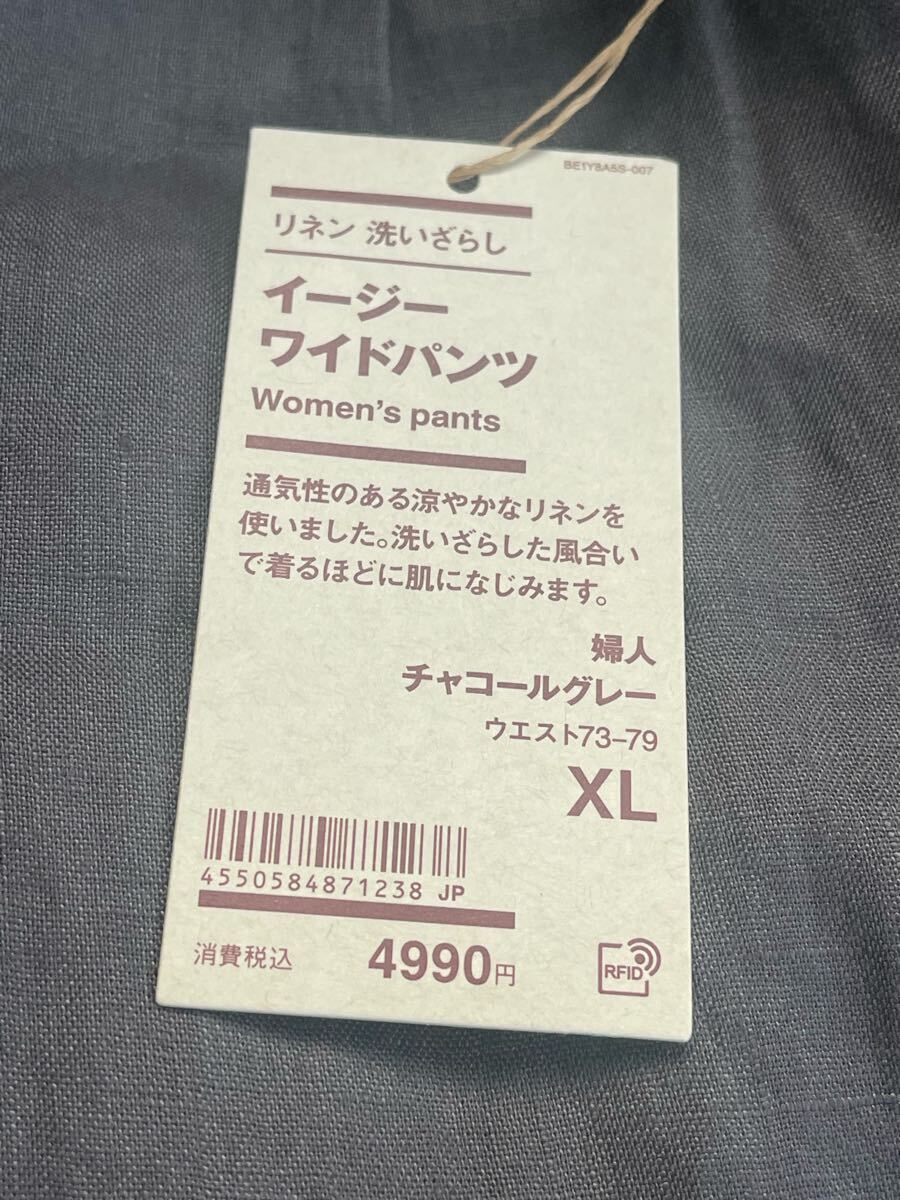 BE1Y8A5S-007
リネン 洗いざらし
イージー
ワイドパンツ
Women's pants
通気性のある涼やかなリネンを
使いました。洗いざらした風合い
で着るほどに肌になじみます。
婦人
チャコールグレー
ウエスト73-79
XL
4550584871238 JP
消費税込 4990円
RFID